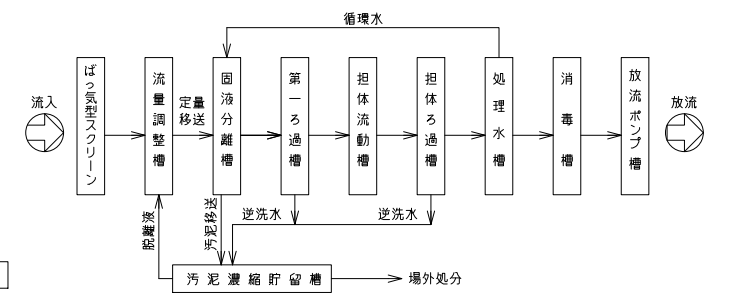 循環水
流入
ばっ気型スクリーン
流量調整槽
定量
移送
固液分離槽
第一ろ過槽
担体流動槽
担体ろ過槽
処理水槽
消毒槽
放流ポンプ槽
放流
脱離液
汚泥移送
逆洗水
逆洗水
汚泥濃縮貯留槽
場外処分